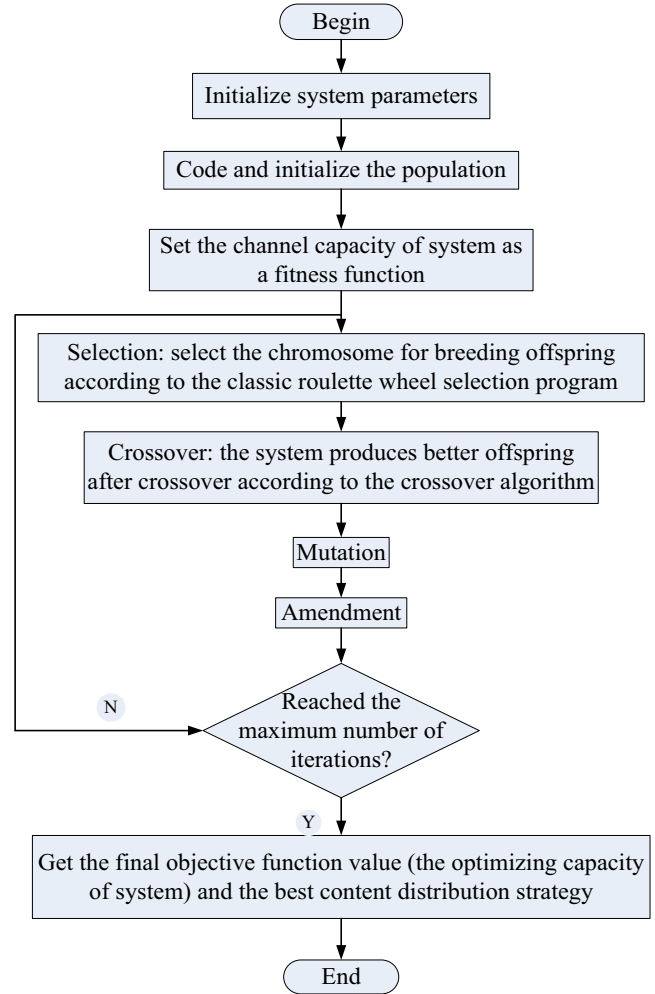 Begin
Initialize system parameters
Code and initialize the population
Set the channel capacity of system as
a fitness function
Selection: select the chromosome for breeding offspring
according to the classic roulette wheel selection program
Crossover: the system produces better offspring
after crossover according to the crossover algorithm
Mutation
Amendment
Reached the
maximum number of
iterations?
N
Y
Get the final objective function value (the optimizing capacity
of system) and the best content distribution strategy
End